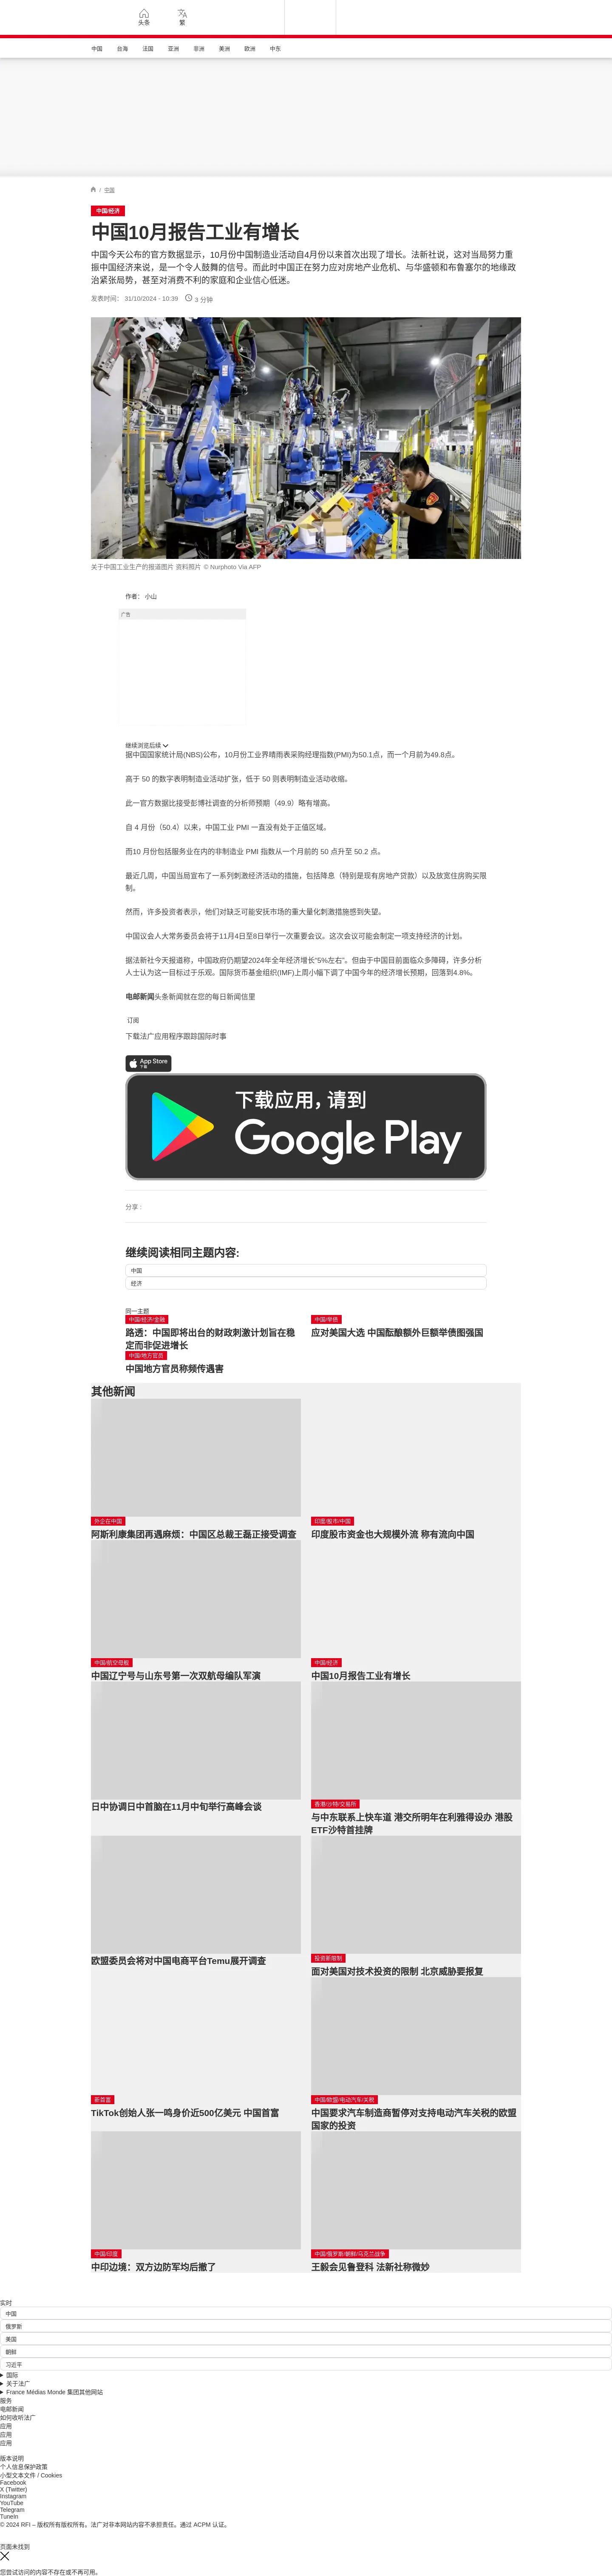 头条
繁
中国
台海
法国
亚洲
非洲
美洲
欧洲
中东
/ 中国
中国/经济
中国10月报告工业有增长
中国今天公布的官方数据显示，10月份中国制造业活动自4月份以来首次出现了增长。法新社说，这对当局努力重
振中国经济来说，是一个令人鼓舞的信号。而此时中国正在努力应对房地产业危机、与华盛顿和布鲁塞尔的地缘政
治紧张局势，甚至对消费不利的家庭和企业信心低迷。
发表时间： 31/10/2024 - 10:39 3 分钟
关于中国工业生产的报道图片 资料照片 © Nurphoto Via AFP
作者： 小山
广告
继续浏览后续
据中国国家统计局(NBS)公布，10月份工业界晴雨表采购经理指数(PMI)为50.1点，而一个月前为49.8点。
高于 50 的数字表明制造业活动扩张，低于 50 则表明制造业活动收缩。
此一官方数据比接受彭博社调查的分析师预期（49.9）略有增高。
自 4 月份（50.4）以来，中国工业 PMI 一直没有处于正值区域。
而10 月份包括服务业在内的非制造业 PMI 指数从一个月前的 50 点升至 50.2 点。
最近几周，中国当局宣布了一系列刺激经济活动的措施，包括降息（特别是现有房地产贷款）以及放宽住房购买限
制。
然而，许多投资者表示，他们对缺乏可能安抚市场的重大量化刺激措施感到失望。
中国议会人大常务委员会将于11月4日至8日举行一次重要会议。这次会议可能会制定一项支持经济的计划。
据法新社今天报道称，中国政府仍期望2024年全年经济增长“5%左右”。但由于中国目前面临众多障碍，许多分析
人士认为这一目标过于乐观。国际货币基金组织(IMF)上周小幅下调了中国今年的经济增长预期，回落到4.8%。
电邮新闻头条新闻就在您的每日新闻信里
订阅
下载法广应用程序跟踪国际时事
App Store
下载
下载应用，请到
Google Play
分享 :
继续阅读相同主题内容:
中国
经济
同一主题
中国/经济/金融
路透：中国即将出台的财政刺激计划旨在稳
定而非促进增长
中国/举债
应对美国大选 中国酝酿额外巨额举债图强国
中国/地方官员
中国地方官员称频传遇害
其他新闻
外企在中国
阿斯利康集团再遇麻烦：中国区总裁王磊正接受调查
印度/股市/中国
印度股市资金也大规模外流 称有流向中国
中国/航空母舰
中国辽宁号与山东号第一次双航母编队军演
中国/经济
中国10月报告工业有增长
日中协调日中首脑在11月中旬举行高峰会谈
香港/沙特/交易所
与中东联系上快车道 港交所明年在利雅得设办 港股
ETF沙特首挂牌
欧盟委员会将对中国电商平台Temu展开调查
投资新限制
面对美国对技术投资的限制 北京威胁要报复
新首富
TikTok创始人张一鸣身价近500亿美元 中国首富
中国/欧盟/电动汽车/关税
中国要求汽车制造商暂停对支持电动汽车关税的欧盟
国家的投资
中国/印度
中印边境：双方边防军均后撤了
中国/俄罗斯/朝鲜/乌克兰战争
王毅会见鲁登科 法新社称微妙
实时
中国
俄罗斯
美国
朝鲜
习近平
国际
关于法广
France Médias Monde 集团其他网站
服务
电邮新闻
如何收听法广
应用
应用
应用
版本说明
个人信息保护政策
小型文本文件 / Cookies
Facebook
X (Twitter)
Instagram
YouTube
Telegram
TuneIn
© 2024 RFI – 版权所有版权所有。法广对非本网站内容不承担责任。通过 ACPM 认证。
页面未找到
您尝试访问的内容不存在或不再可用。